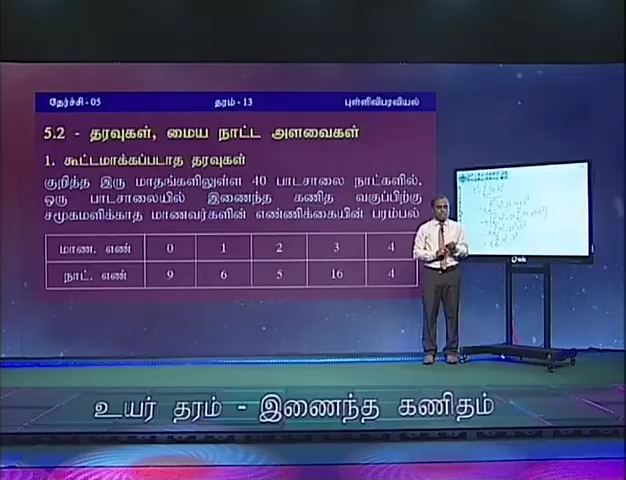 தேர்ச்சி - 05 தரம் - 13 புள்ளிவிபரவியல்
5.2 - தரவுகள், மைய நாட்ட அளவைகள்
1. கூட்டமாக்கப்படாத தரவுகள்
குறித்த இரு மாதங்களிலுள்ள 40 பாடசாலை நாட்களில்,
ஒரு பாடசாலையில் இணைந்த கணித வகுப்பிற்கு
சமூகமளிக்காத மாணவர்களின் எண்ணிக்கையின் பரம்பல்
மாண. எண் 0 1 2 3 4
நாட். எண் 9 6 5 16 4
உயர் தரம் - இணைந்த கணிதம்